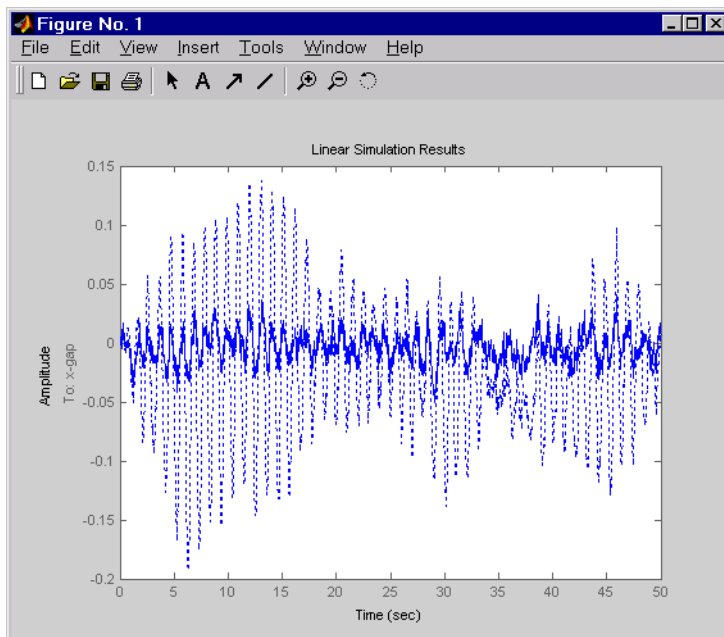 Figure No. 1
File Edit View Insert Tools Window Help
A
Linear Simulation Results
0.15
0.1
0.05
0
-0.05
-0.1
-0.15
-0.2
Amplitude
To: x-gap
0 5 10 15 20 25 30 35 40 45 50
Time (sec)